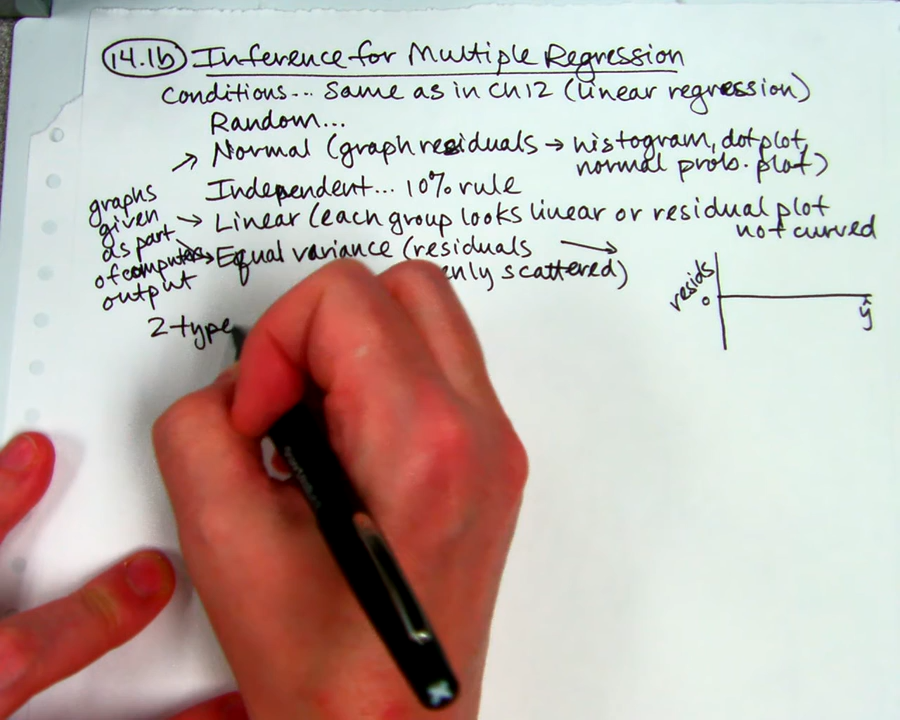 14.1b Inference for Multiple Regression
Conditions... Same as in Ch 12 (linear regression)
Random...
Normal (graph residuals → histogram, dotplot,
normal prob. plot)
Independent... 10% rule
graphs
given
as part
of computer
output
→ Linear (each group looks linear or residual plot
not curved
→ Equal variance (residuals →
scattered)
resids
0
ŷ
2 type